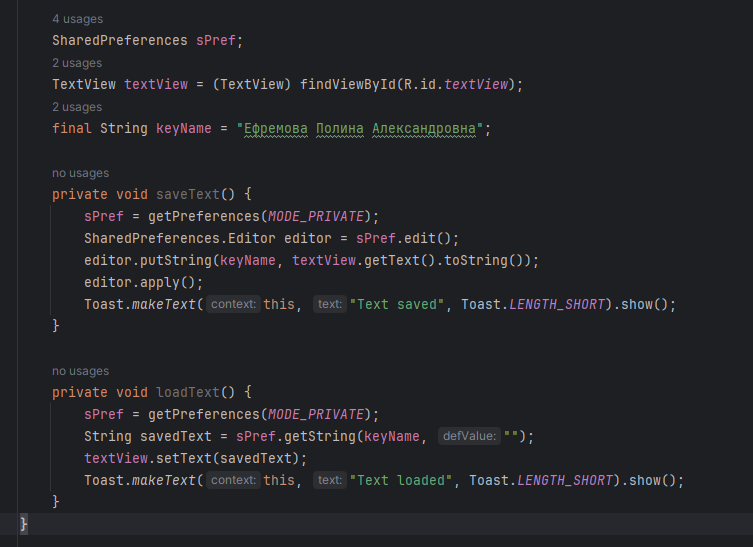 4 usages
SharedPreferences sPref;
2 usages
TextView textView = (TextView) findViewById(R.id.textView);
2 usages
final String keyName = "Ефремова Полина Александровна";
no usages
private void saveText() {
sPref = getPreferences(MODE_PRIVATE);
SharedPreferences.Editor editor = sPref.edit();
editor.putString(keyName, textView.getText().toString());
editor.apply();
Toast.makeText( context: this, text: "Text saved", Toast.LENGTH_SHORT).show();
}
no usages
private void loadText() {
sPref = getPreferences(MODE_PRIVATE);
String savedText = sPref.getString(keyName, defValue: "");
textView.setText(savedText);
Toast.makeText( context: this, text: "Text loaded", Toast.LENGTH_SHORT).show();
}
}